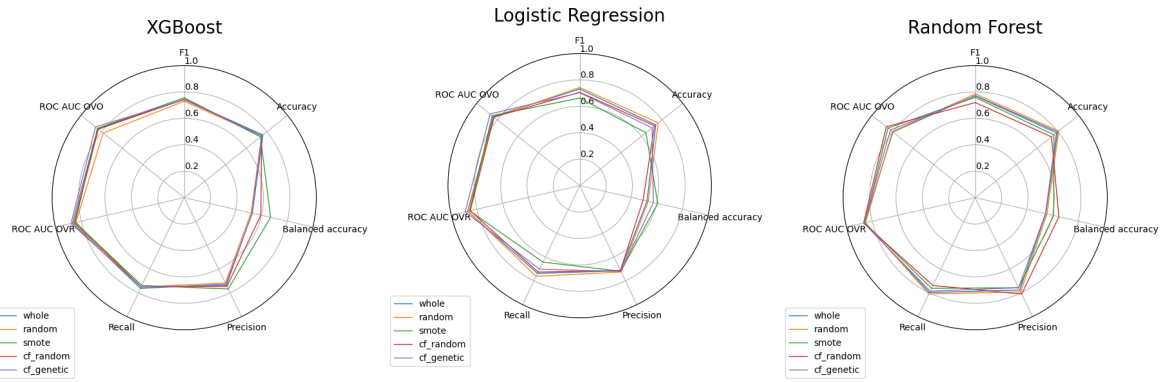 XGBoost
F1
1.0
0.8
0.6
0.4
0.2
Accuracy
Balanced accuracy
Precision
Recall
ROC AUC OVR
ROC AUC OVO
whole
random
smote
cf_random
cf_genetic
Logistic Regression
F1
1.0
0.8
0.6
0.4
0.2
Accuracy
Balanced accuracy
Precision
Recall
ROC AUC OVR
ROC AUC OVO
whole
random
smote
cf_random
cf_genetic
Random Forest
F1
1.0
0.8
0.6
0.4
0.2
Accuracy
Balanced accuracy
Precision
Recall
ROC AUC OVR
ROC AUC OVO
whole
random
smote
cf_random
cf_genetic